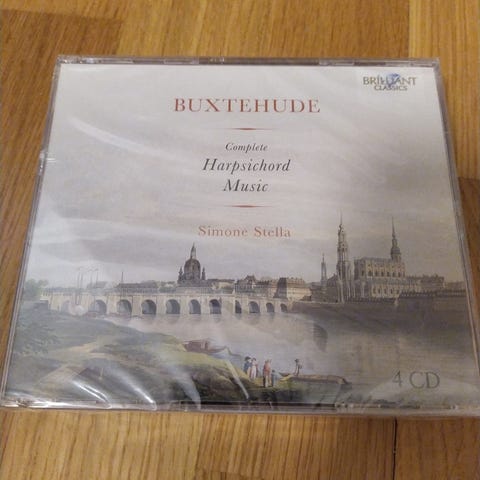 BRILLIANT
CLASSICS
BUXTEHUDE
Complete
Harpsichord
Music
Simone Stella
4 CD